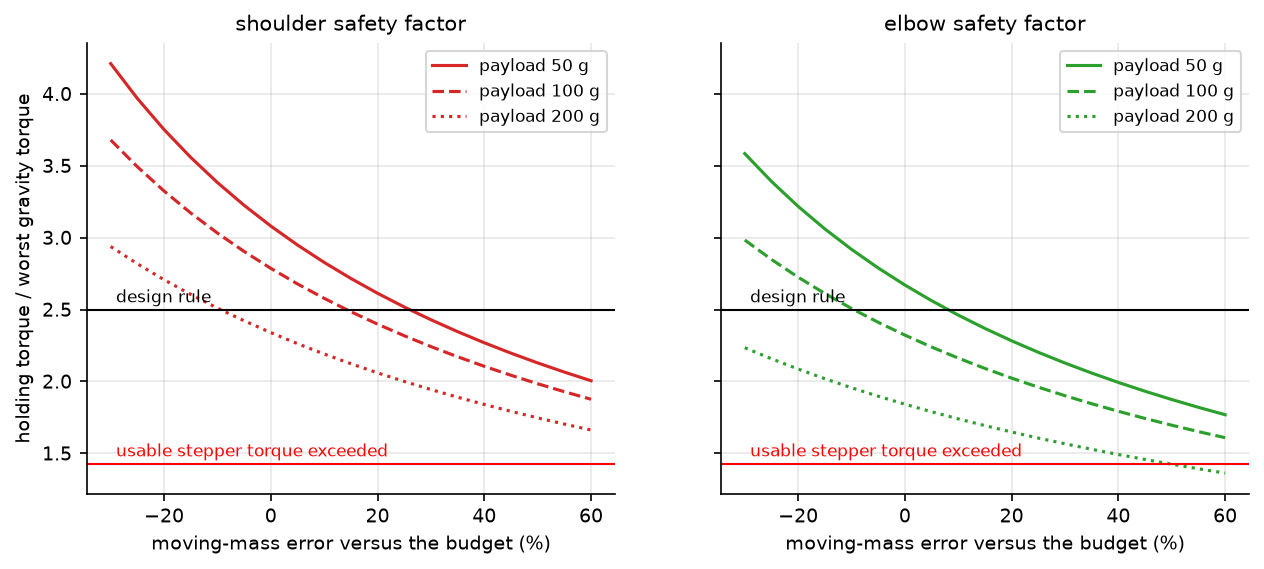 shoulder safety factor
holding torque / worst gravity torque
4.0
3.5
3.0
2.5
2.0
1.5
payload 50 g
payload 100 g
payload 200 g
design rule
usable stepper torque exceeded
−20
0
20
40
60
moving-mass error versus the budget (%)
elbow safety factor
payload 50 g
payload 100 g
payload 200 g
design rule
usable stepper torque exceeded
−20
0
20
40
60
moving-mass error versus the budget (%)